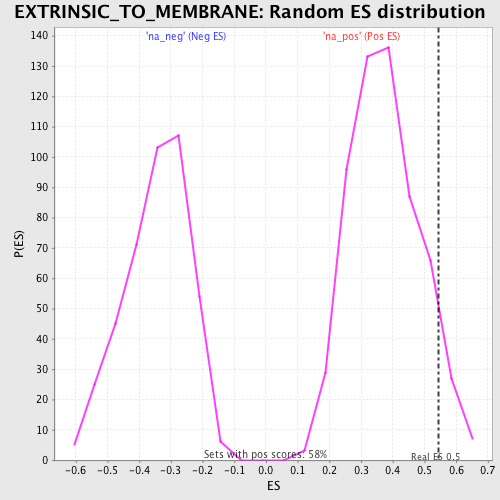 EXTRINSIC_TO_MEMBRANE: Random ES distribution
'na_neg' (Neg ES)
'na_pos' (Pos ES)
140
130
120
110
100
90
80
70
60
50
40
30
20
10
0
P(ES)
Sets with pos scores: 58%
Real ES 0.5
-0.6 -0.5 -0.4 -0.3 -0.2 -0.1 0.0 0.1 0.2 0.3 0.4 0.5 0.6 0.7
ES